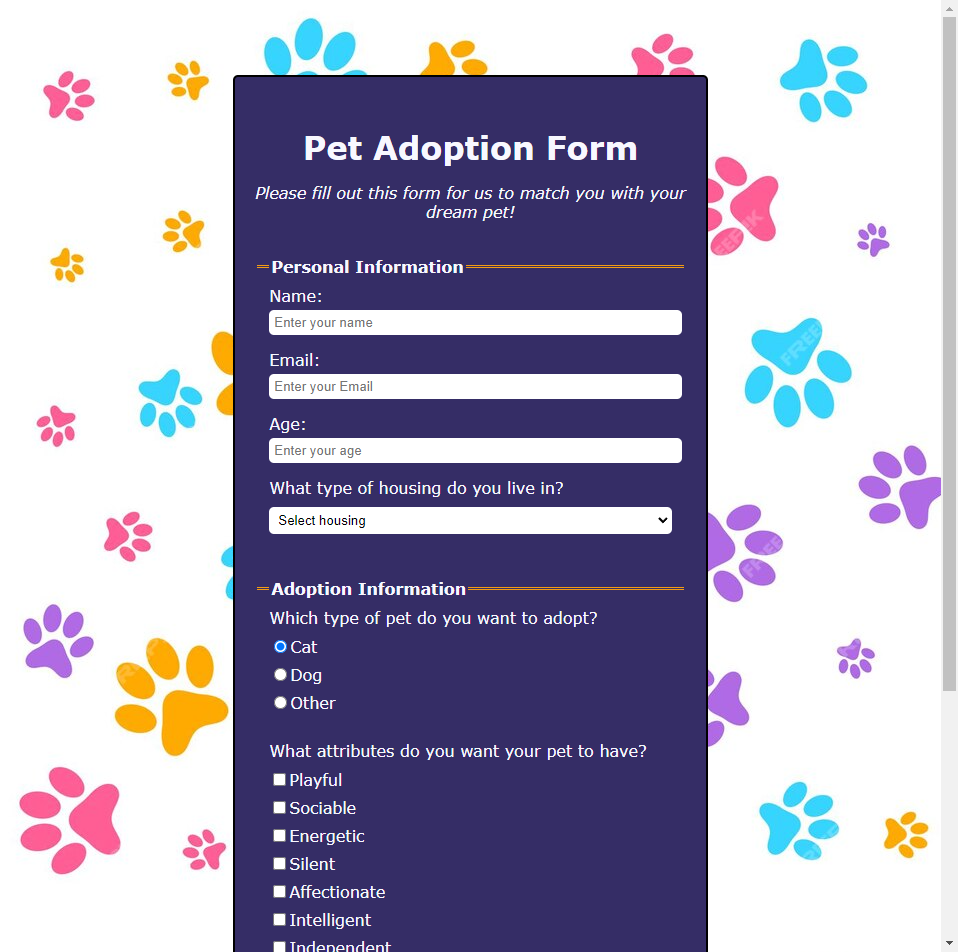 Pet Adoption Form
Please fill out this form for us to match you with your
dream pet!
Personal Information
Name:
Enter your name
Email:
Enter your Email
Age:
Enter your age
What type of housing do you live in?
Select housing
Adoption Information
Which type of pet do you want to adopt?
Cat
Dog
Other
What attributes do you want your pet to have?
Playful
Sociable
Energetic
Silent
Affectionate
Intelligent
Independent